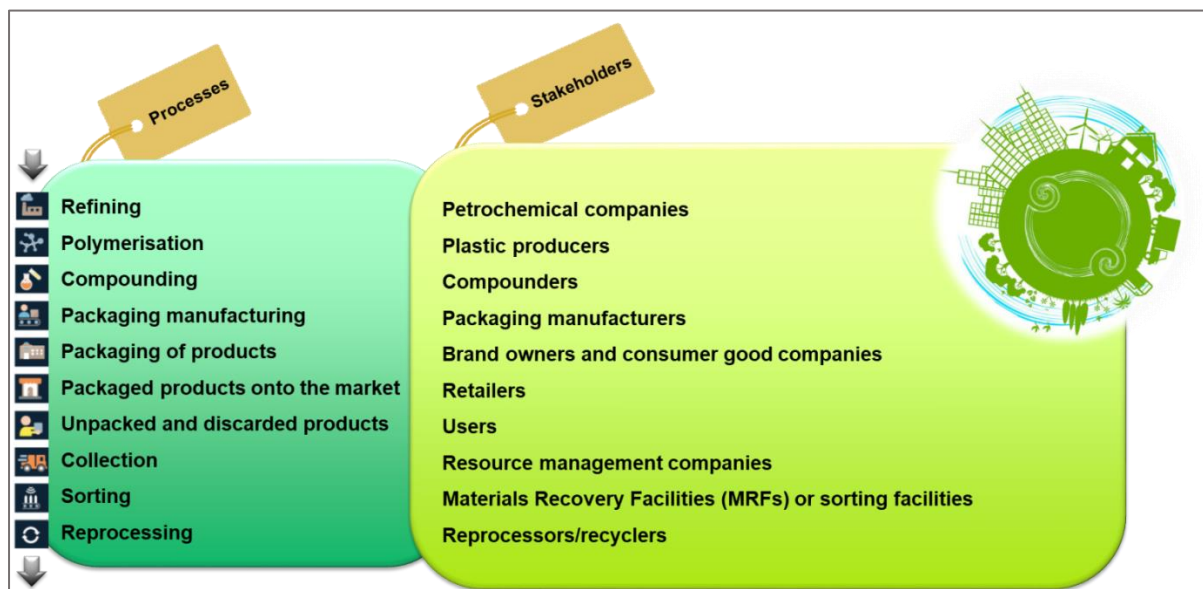 Processes
Stakeholders
Refining
Petrochemical companies
Polymerisation
Plastic producers
Compounding
Compounders
Packaging manufacturing
Packaging manufacturers
Packaging of products
Brand owners and consumer good companies
Packaged products onto the market
Retailers
Unpacked and discarded products
Users
Collection
Resource management companies
Sorting
Materials Recovery Facilities (MRFs) or sorting facilities
Reprocessing
Reprocessors/recyclers